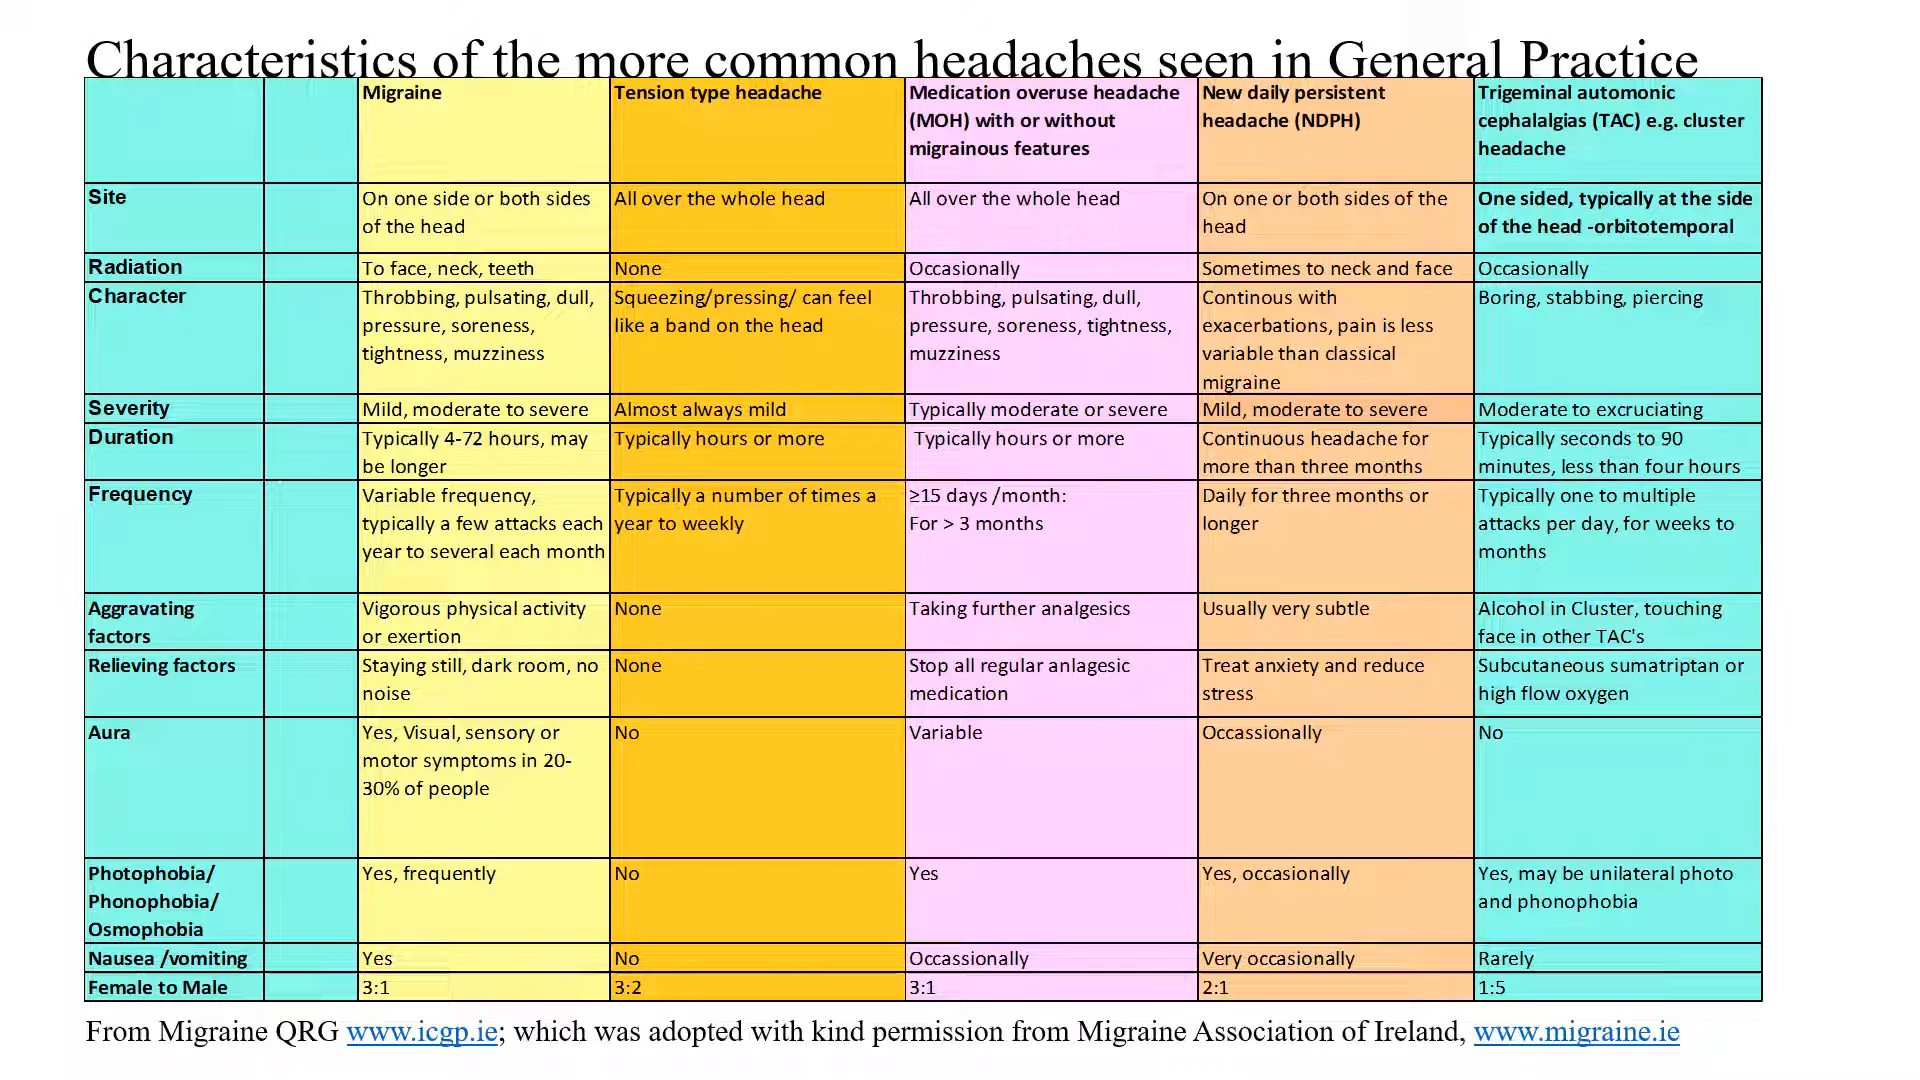 Characteristics of the more common headaches seen in General Practice
Migraine
Tension type headache
Medication overuse headache
(MOH) with or without
migrainous features
New daily persistent
headache (NDPH)
Trigeminal automonic
cephalalgias (TAC) e.g. cluster
headache
Site
On one side or both sides
of the head
All over the whole head
All over the whole head
On one or both sides of the
head
One sided, typically at the side
of the head -orbitotemporal
Radiation
To face, neck, teeth
None
Occasionally
Sometimes to neck and face
Occasionally
Character
Throbbing, pulsating, dull,
pressure, soreness,
tightness, muzziness
Squeezing/pressing/ can feel
like a band on the head
Throbbing, pulsating, dull,
pressure, soreness, tightness,
muzziness
Continous with
exacerbations, pain is less
variable than classical
migraine
Boring, stabbing, piercing
Severity
Mild, moderate to severe
Almost always mild
Typically moderate or severe
Mild, moderate to severe
Moderate to excruciating
Duration
Typically 4-72 hours, may
be longer
Typically hours or more
Typically hours or more
Continuous headache for
more than three months
Typically seconds to 90
minutes, less than four hours
Frequency
Variable frequency,
typically a few attacks each
year to several each month
Typically a number of times a
year to weekly
≥15 days /month:
For > 3 months
Daily for three months or
longer
Typically one to multiple
attacks per day, for weeks to
months
Aggravating
factors
Vigorous physical activity
or exertion
None
Taking further analgesics
Usually very subtle
Alcohol in Cluster, touching
face in other TAC's
Relieving factors
Staying still, dark room, no
noise
None
Stop all regular anlagesic
medication
Treat anxiety and reduce
stress
Subcutaneous sumatriptan or
high flow oxygen
Aura
Yes, Visual, sensory or
motor symptoms in 20-
30% of people
No
Variable
Occassionally
No
Photophobia/
Phonophobia/
Osmophobia
Yes, frequently
No
Yes
Yes, occasionally
Yes, may be unilateral photo
and phonophobia
Nausea /vomiting
Yes
No
Occassionally
Very occasionally
Rarely
Female to Male
3:1
3:2
3:1
2:1
1:5
From Migraine QRG www.icgp.ie; which was adopted with kind permission from Migraine Association of Ireland, www.migraine.ie